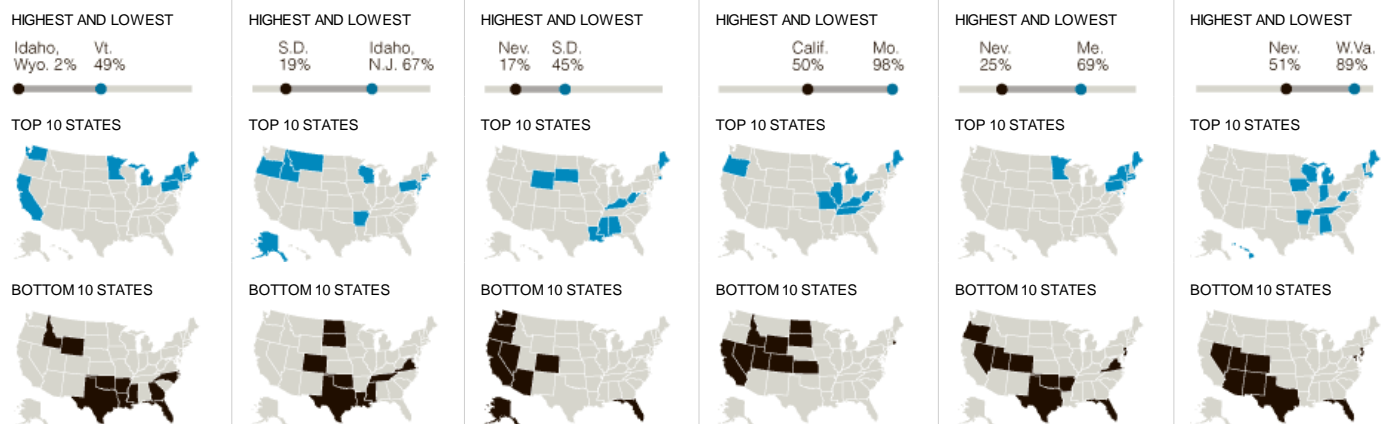 HIGHEST AND LOWEST
Idaho, Vt.
Wyo. 2% 49%
TOP 10 STATES
BOTTOM 10 STATES
HIGHEST AND LOWEST
S.D. Idaho,
19% N.J. 67%
TOP 10 STATES
BOTTOM 10 STATES
HIGHEST AND LOWEST
Nev. S.D.
17% 45%
TOP 10 STATES
BOTTOM 10 STATES
HIGHEST AND LOWEST
Calif. Mo.
50% 98%
TOP 10 STATES
BOTTOM 10 STATES
HIGHEST AND LOWEST
Nev. Me.
25% 69%
TOP 10 STATES
BOTTOM 10 STATES
HIGHEST AND LOWEST
Nev. W.Va.
51% 89%
TOP 10 STATES
BOTTOM 10 STATES